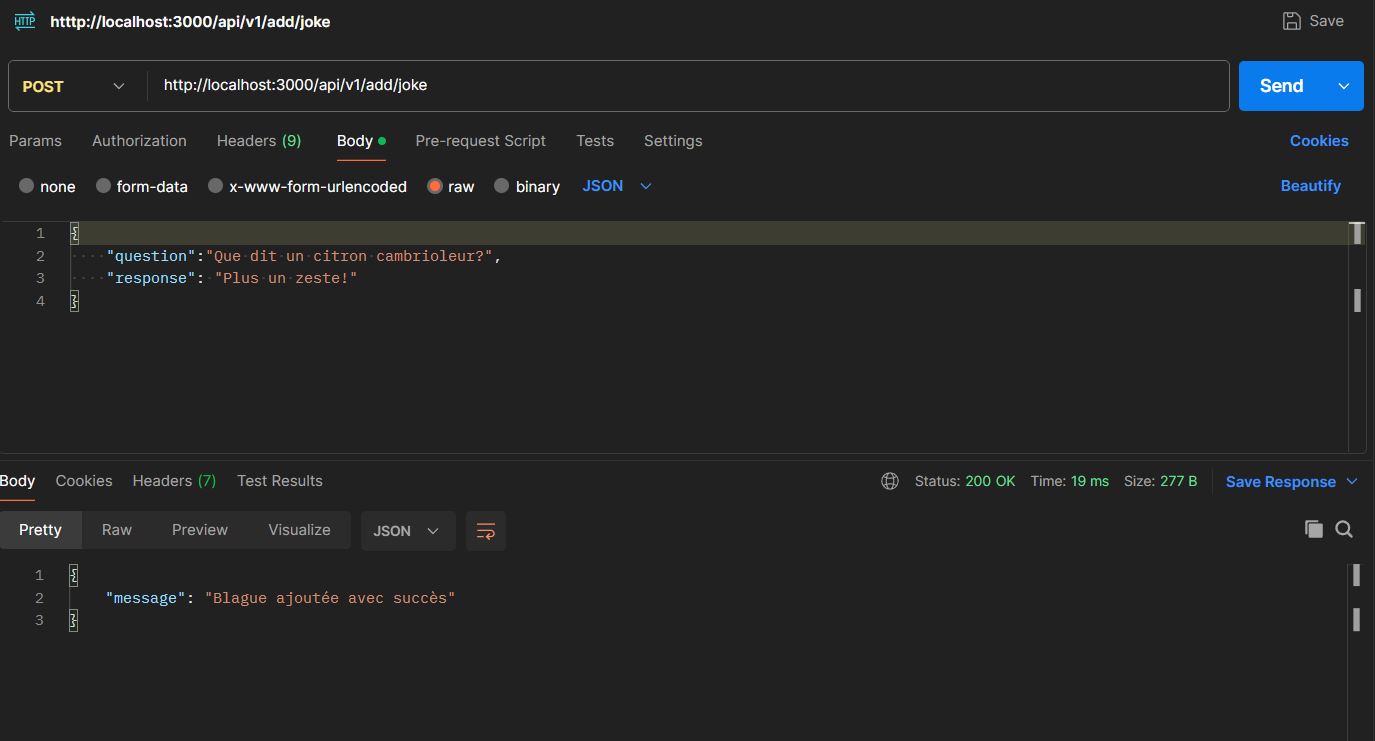 HTTP htttp://localhost:3000/api/v1/add/joke Save
POST http://localhost:3000/api/v1/add/joke Send
Params Authorization Headers (9) Body Pre-request Script Tests Settings Cookies
none form-data x-www-form-urlencoded raw binary JSON Beautify
1 {
2 "question":"Que dit un citron cambrioleur?",
3 "response": "Plus un zeste!"
4 }
Body Cookies Headers (7) Test Results Status: 200 OK Time: 19 ms Size: 277 B Save Response
Pretty Raw Preview Visualize JSON
1 {
2 "message": "Blague ajoutée avec succès"
3 }